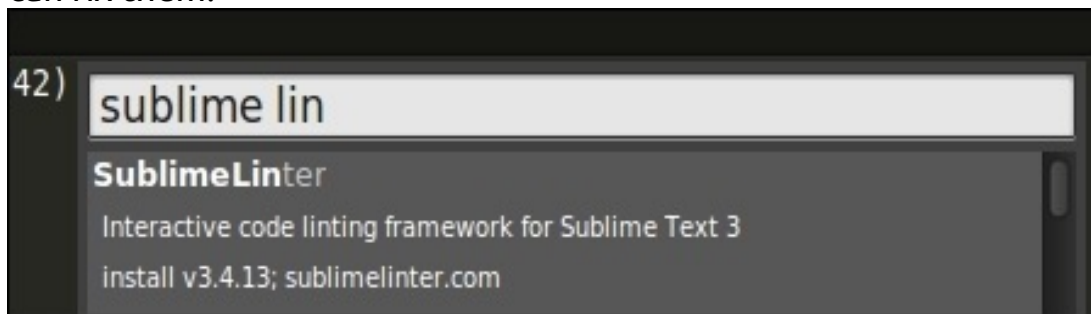 42)
sublime lin
SublimeLinter
Interactive code linting framework for Sublime Text 3
install v3.4.13; sublimelinter.com